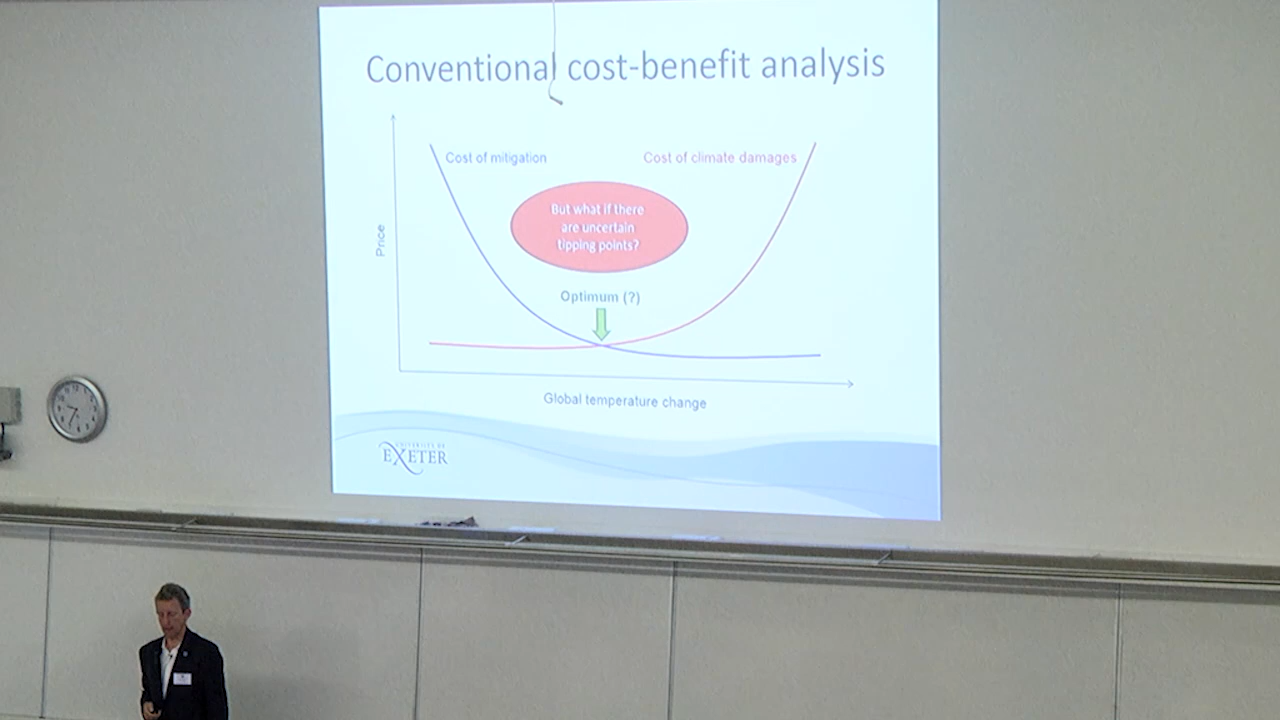 Conventional cost-benefit analysis
Cost of mitigation
Cost of climate damages
But what if there
are uncertain
tipping points?
Price
Optimum (?)
Global temperature change
UNIVERSITY OF
EXETER